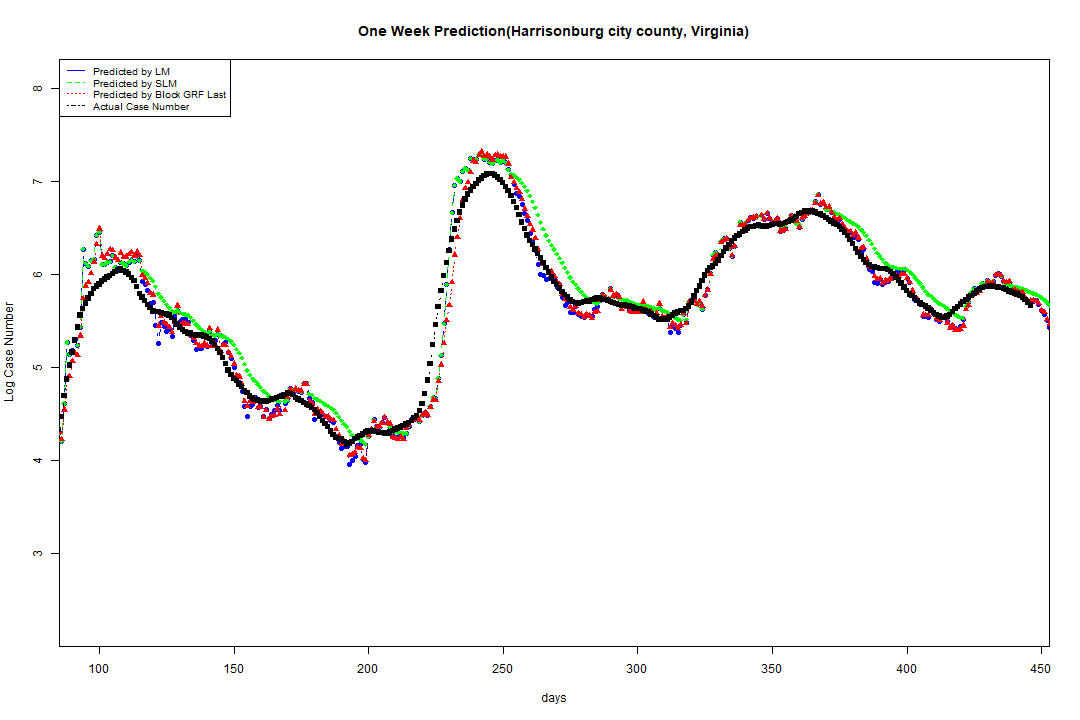 One Week Prediction(Harrisonburg city county, Virginia)
Predicted by LM
Predicted by SLM
Predicted by Block GRF Last
Actual Case Number
Log Case Number
8
7
6
5
4
3
100 150 200 250 300 350 400 450
days